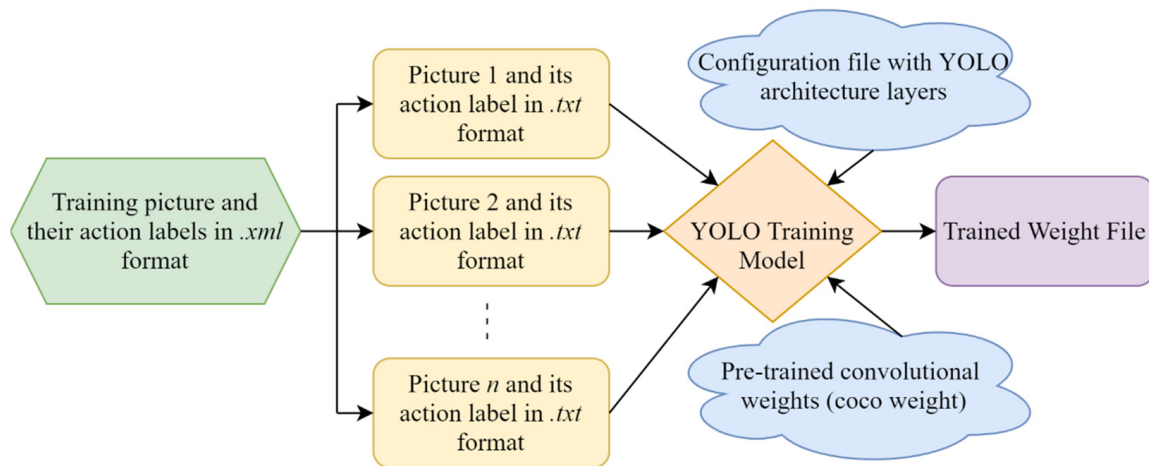 Training picture and
their action labels in .xml
format
Picture 1 and its
action label in .txt
format
Picture 2 and its
action label in .txt
format
Picture n and its
action label in .txt
format
Configuration file with YOLO
architecture layers
YOLO Training
Model
Pre-trained convolutional
weights (coco weight)
Trained Weight File